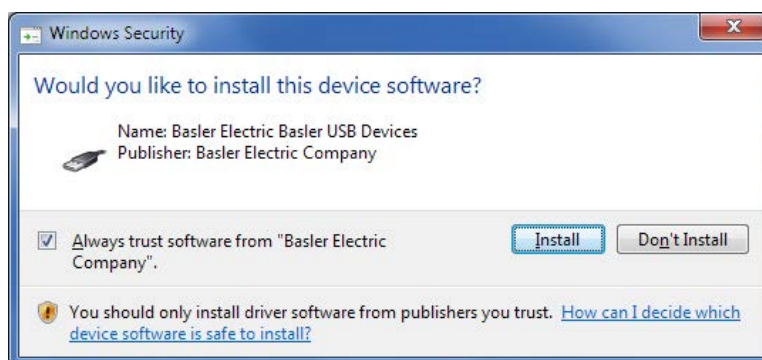 Windows Security
Would you like to install this device software?
Name: Basler Electric Basler USB Devices
Publisher: Basler Electric Company
Always trust software from "Basler Electric
Company".
Install
Don't Install
You should only install driver software from publishers you trust. How can I decide which
device software is safe to install?